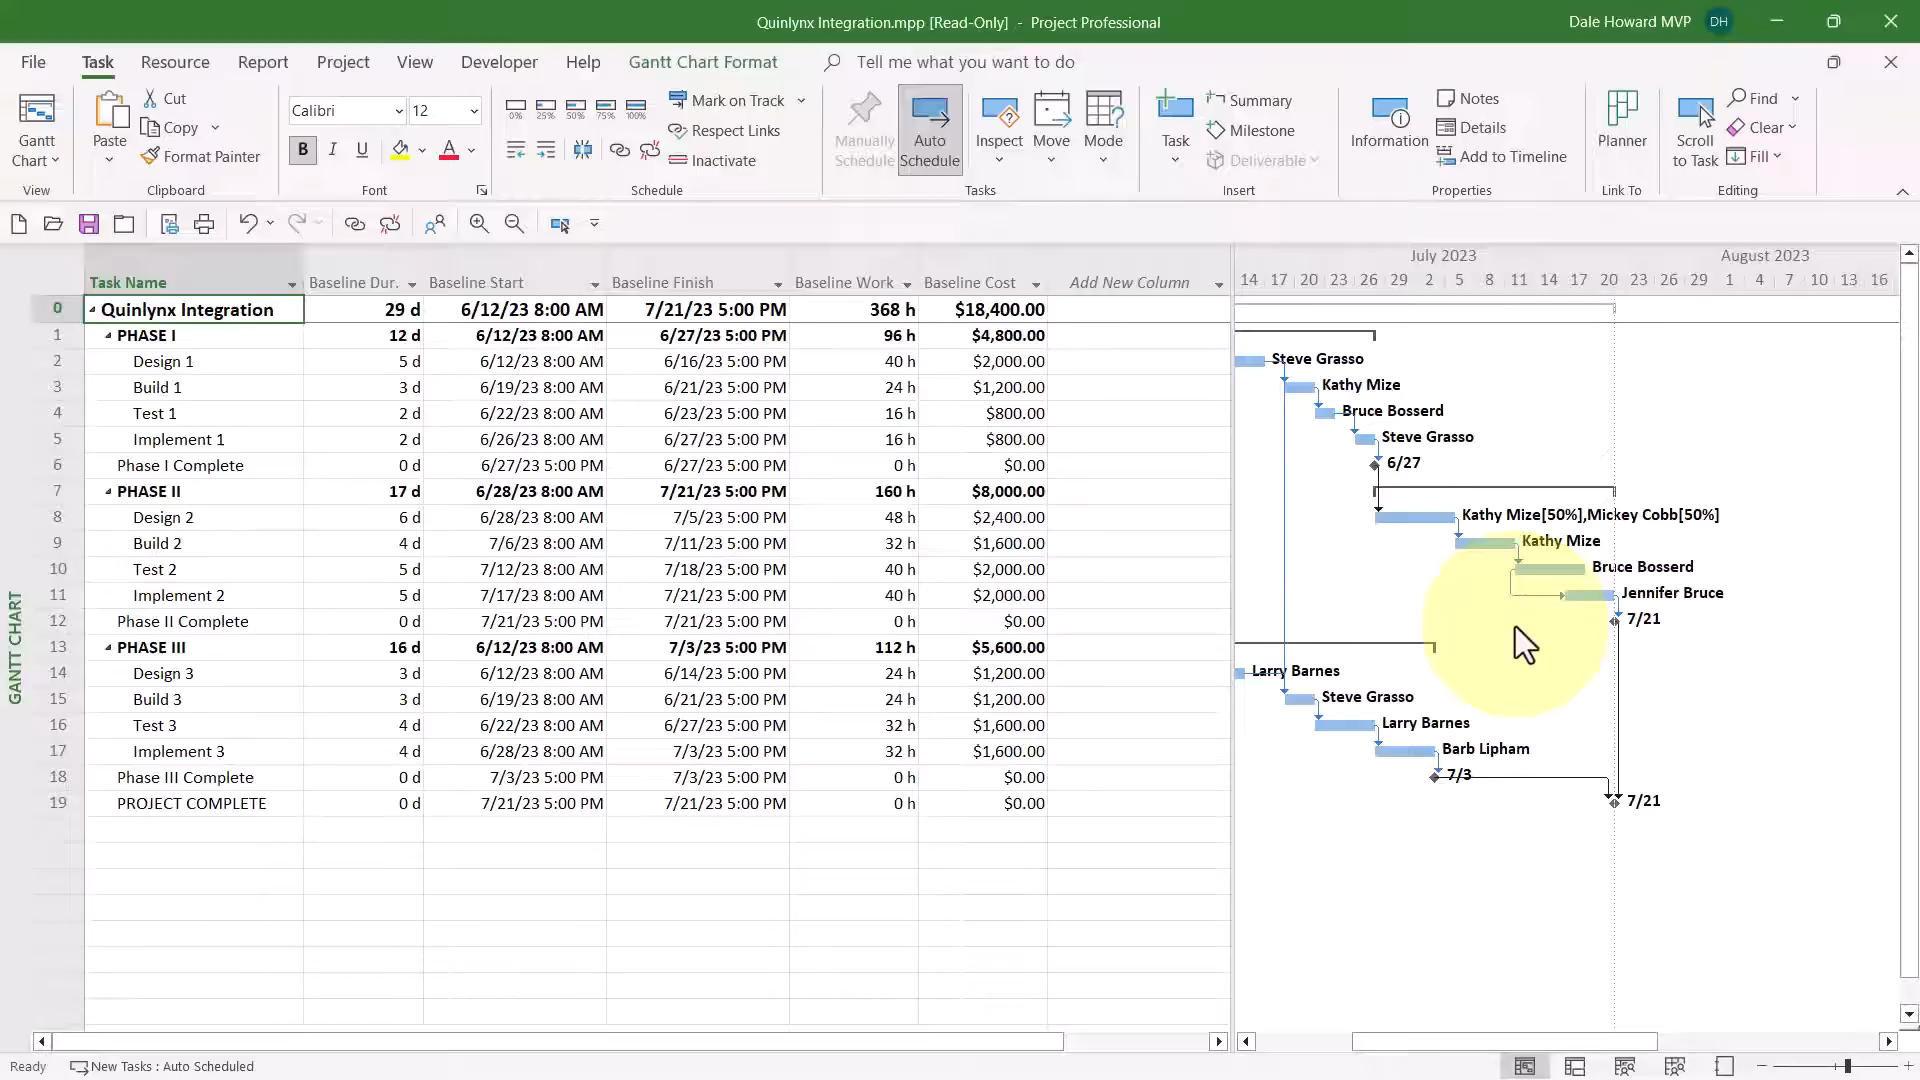 Quinlynx Integration.mpp [Read-Only] - Project Professional
Dale Howard MVP DH
File Task Resource Report Project View Developer Help Gantt Chart Format Tell me what you want to do
Gantt Chart
View
Paste
Cut
Copy
Format Painter
Clipboard
Calibri 12
B I U A
Font
0% 25% 50% 75% 100%
Mark on Track
Respect Links
Inactivate
Schedule
Manually Schedule
Auto Schedule
Inspect
Move
Mode
Tasks
Task
Summary
Milestone
Deliverable
Insert
Information
Notes
Details
Add to Timeline
Properties
Planner
Link To
Scroll to Task
Find
Clear
Fill
Editing
July 2023 August 2023
Task Name Baseline Dur. Baseline Start Baseline Finish Baseline Work Baseline Cost Add New Column
14 17 20 23 26 29 2 5 8 11 14 17 20 23 26 29 1 4 7 10 13 16
0 Quinlynx Integration 29 d 6/12/23 8:00 AM 7/21/23 5:00 PM 368 h $18,400.00
1 PHASE I 12 d 6/12/23 8:00 AM 6/27/23 5:00 PM 96 h $4,800.00
2 Design 1 5 d 6/12/23 8:00 AM 6/16/23 5:00 PM 40 h $2,000.00 Steve Grasso
3 Build 1 3 d 6/19/23 8:00 AM 6/21/23 5:00 PM 24 h $1,200.00 Kathy Mize
4 Test 1 2 d 6/22/23 8:00 AM 6/23/23 5:00 PM 16 h $800.00 Bruce Bosserd
5 Implement 1 2 d 6/26/23 8:00 AM 6/27/23 5:00 PM 16 h $800.00 Steve Grasso
6 Phase I Complete 0 d 6/27/23 5:00 PM 6/27/23 5:00 PM 0 h $0.00 6/27
7 PHASE II 17 d 6/28/23 8:00 AM 7/21/23 5:00 PM 160 h $8,000.00
8 Design 2 6 d 6/28/23 8:00 AM 7/5/23 5:00 PM 48 h $2,400.00 Kathy Mize[50%],Mickey Cobb[50%]
9 Build 2 4 d 7/6/23 8:00 AM 7/11/23 5:00 PM 32 h $1,600.00 Kathy Mize
10 Test 2 5 d 7/12/23 8:00 AM 7/18/23 5:00 PM 40 h $2,000.00 Bruce Bosserd
11 Implement 2 5 d 7/17/23 8:00 AM 7/21/23 5:00 PM 40 h $2,000.00 Jennifer Bruce
12 Phase II Complete 0 d 7/21/23 5:00 PM 7/21/23 5:00 PM 0 h $0.00 7/21
13 PHASE III 16 d 6/12/23 8:00 AM 7/3/23 5:00 PM 112 h $5,600.00
14 Design 3 3 d 6/12/23 8:00 AM 6/14/23 5:00 PM 24 h $1,200.00 Larry Barnes
15 Build 3 3 d 6/19/23 8:00 AM 6/21/23 5:00 PM 24 h $1,200.00 Steve Grasso
16 Test 3 4 d 6/22/23 8:00 AM 6/27/23 5:00 PM 32 h $1,600.00 Larry Barnes
17 Implement 3 4 d 6/28/23 8:00 AM 7/3/23 5:00 PM 32 h $1,600.00 Barb Lipham
18 Phase III Complete 0 d 7/3/23 5:00 PM 7/3/23 5:00 PM 0 h $0.00 7/3
19 PROJECT COMPLETE 0 d 7/21/23 5:00 PM 7/21/23 5:00 PM 0 h $0.00 7/21
GANTT CHART
Ready New Tasks : Auto Scheduled